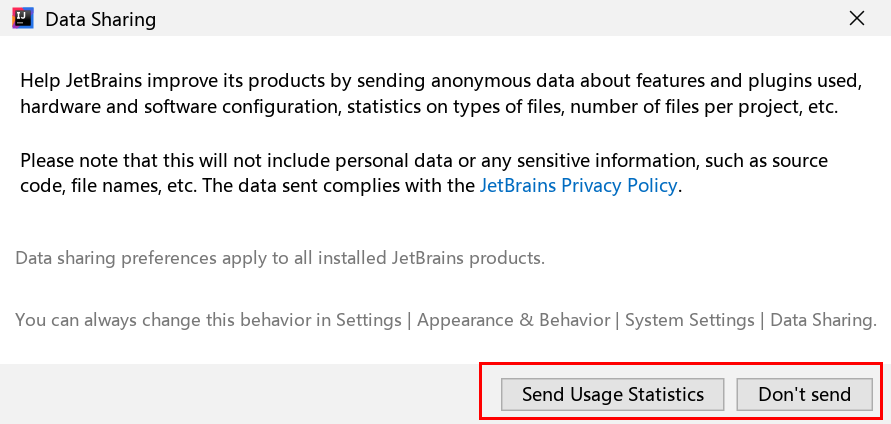 IJ
Data Sharing
Help JetBrains improve its products by sending anonymous data about features and plugins used,
hardware and software configuration, statistics on types of files, number of files per project, etc.
Please note that this will not include personal data or any sensitive information, such as source
code, file names, etc. The data sent complies with the JetBrains Privacy Policy.
Data sharing preferences apply to all installed JetBrains products.
You can always change this behavior in Settings | Appearance & Behavior | System Settings | Data Sharing.
Send Usage Statistics Don't send